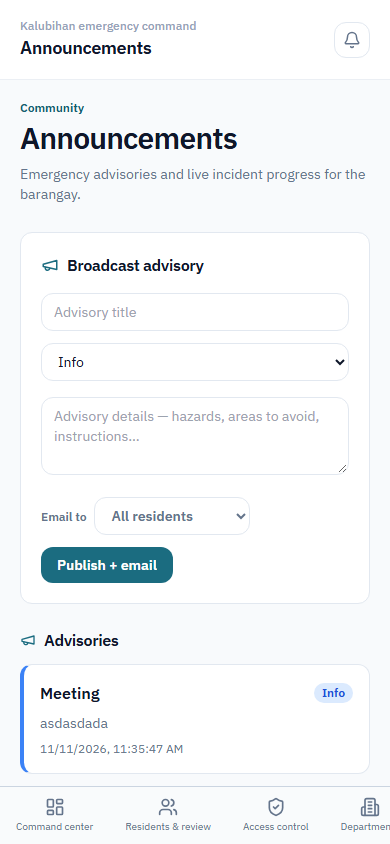 Kalubihan emergency command
Announcements
Community
Announcements
Emergency advisories and live incident progress for the
barangay.
Broadcast advisory
Advisory title
Info
Advisory details — hazards, areas to avoid,
instructions...
Email to All residents
Publish + email
Advisories
Meeting Info
asdasdada
11/11/2026, 11:35:47 AM
Command center Residents & review Access control Departmen